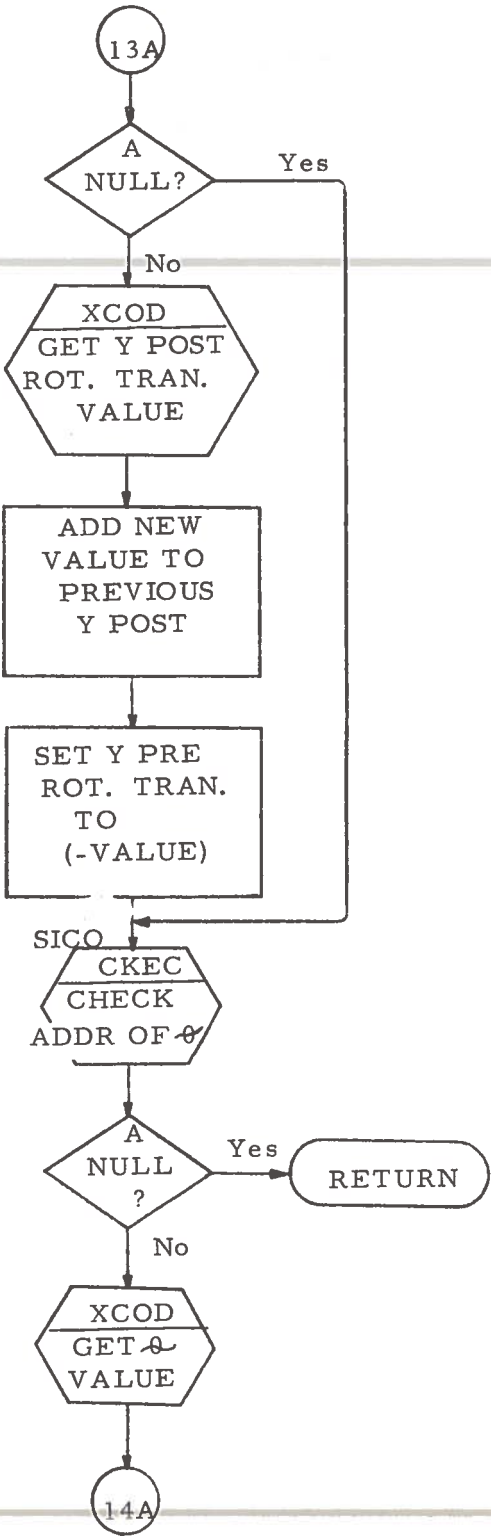 13A
A
NULL?
Yes
No
XCOD
GET Y POST
ROT. TRAN.
VALUE
ADD NEW
VALUE TO
PREVIOUS
Y POST
SET Y PRE
ROT. TRAN.
TO
(-VALUE)
SICO
CKEC
CHECK
ADDR OF θ
A
NULL
?
Yes
RETURN
No
XCOD
GET θ
VALUE
14A